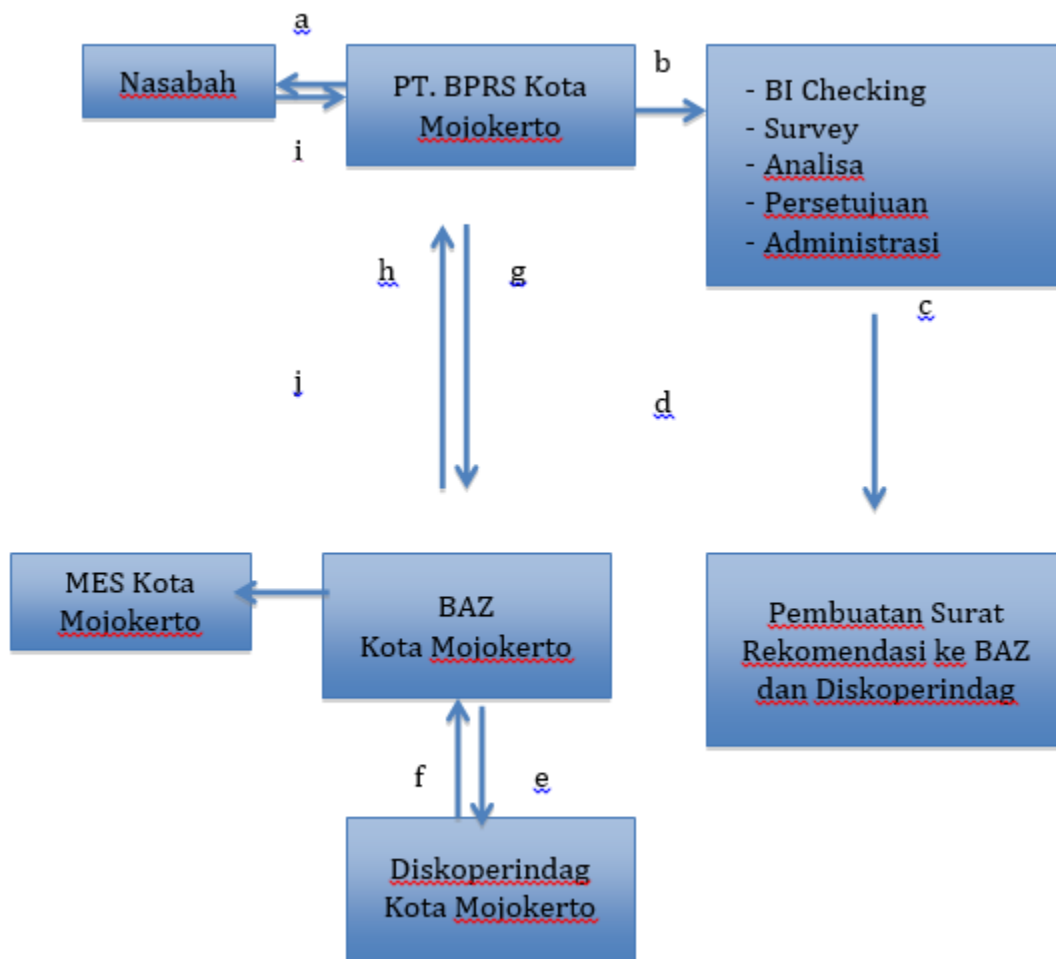 a
Nasabah
i
PT. BPRS Kota
Mojokerto
b
- BI Checking
- Survey
- Analisa
- Persetujuan
- Administrasi
h
g
c
j
d
MES Kota
Mojokerto
BAZ
Kota Mojokerto
Pembuatan Surat
Rekomendasi ke BAZ
dan Diskoperindag
f
e
Diskoperindag
Kota Mojokerto